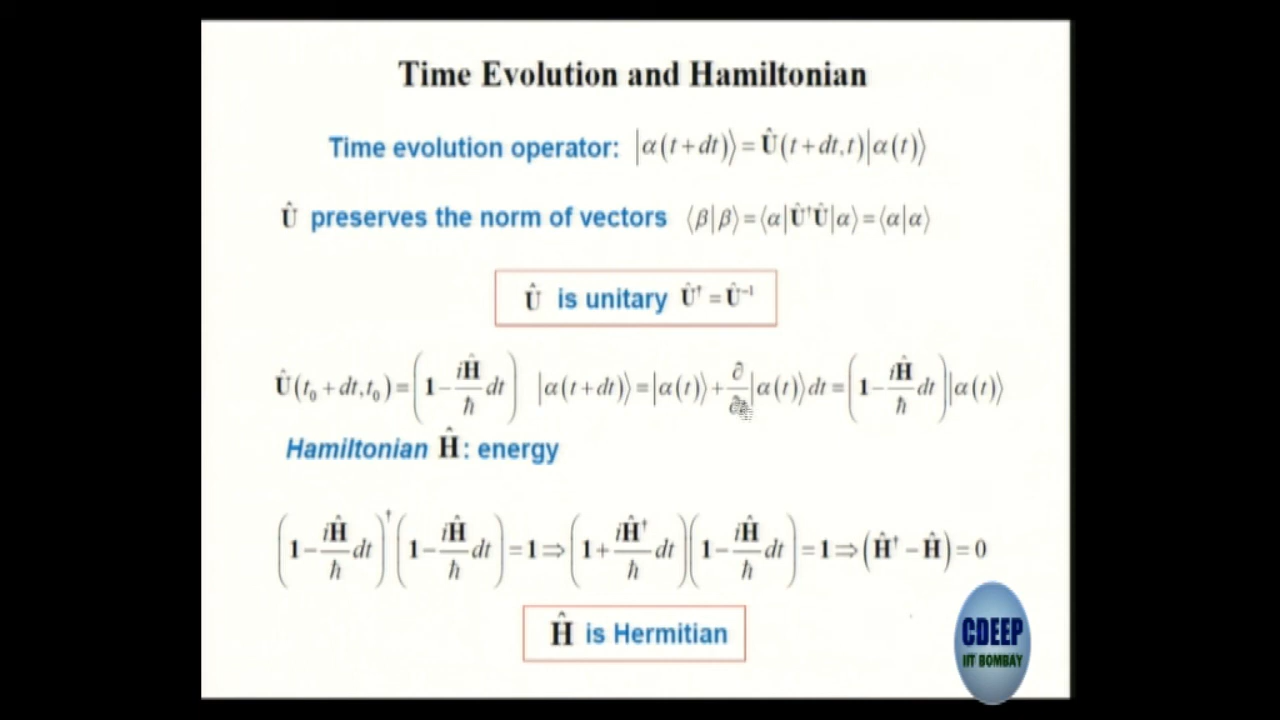 Time Evolution and Hamiltonian
Time evolution operator: |α(t+dt)⟩ = Û(t+dt,t)|α(t)⟩
Û preserves the norm of vectors ⟨β|β⟩ = ⟨α|Û†Û|α⟩ = ⟨α|α⟩
Û is unitary Û† = Û⁻¹
Û(t₀+dt,t₀) = (1 − iĤ/ħ dt) |α(t+dt)⟩ = |α(t)⟩ + ∂/∂t |α(t)⟩dt = (1 − iĤ/ħ dt)|α(t)⟩
Hamiltonian Ĥ: energy
(1 − iĤ/ħ dt)† (1 − iĤ/ħ dt) = 1 ⇒ (1 + iĤ†/ħ dt)(1 − iĤ/ħ dt) = 1 ⇒ (Ĥ† − Ĥ) = 0
Ĥ is Hermitian
CDEEP
IIT BOMBAY